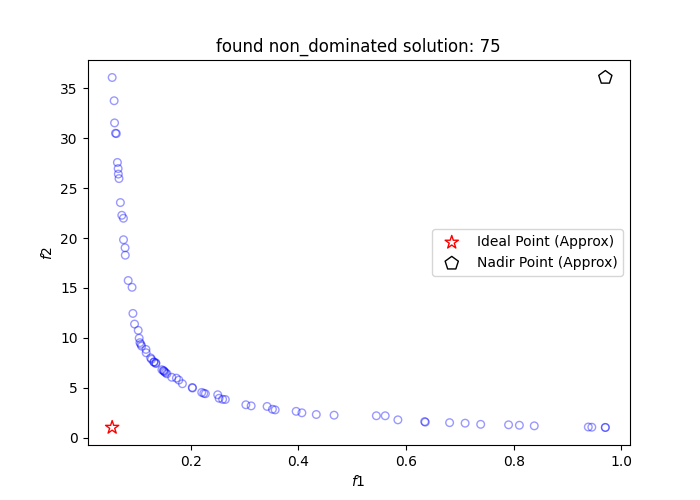 found non_dominated solution: 75
35
30
25
20
15
10
5
0
f2
Ideal Point (Approx)
Nadir Point (Approx)
0.2
0.4
0.6
0.8
1.0
f1